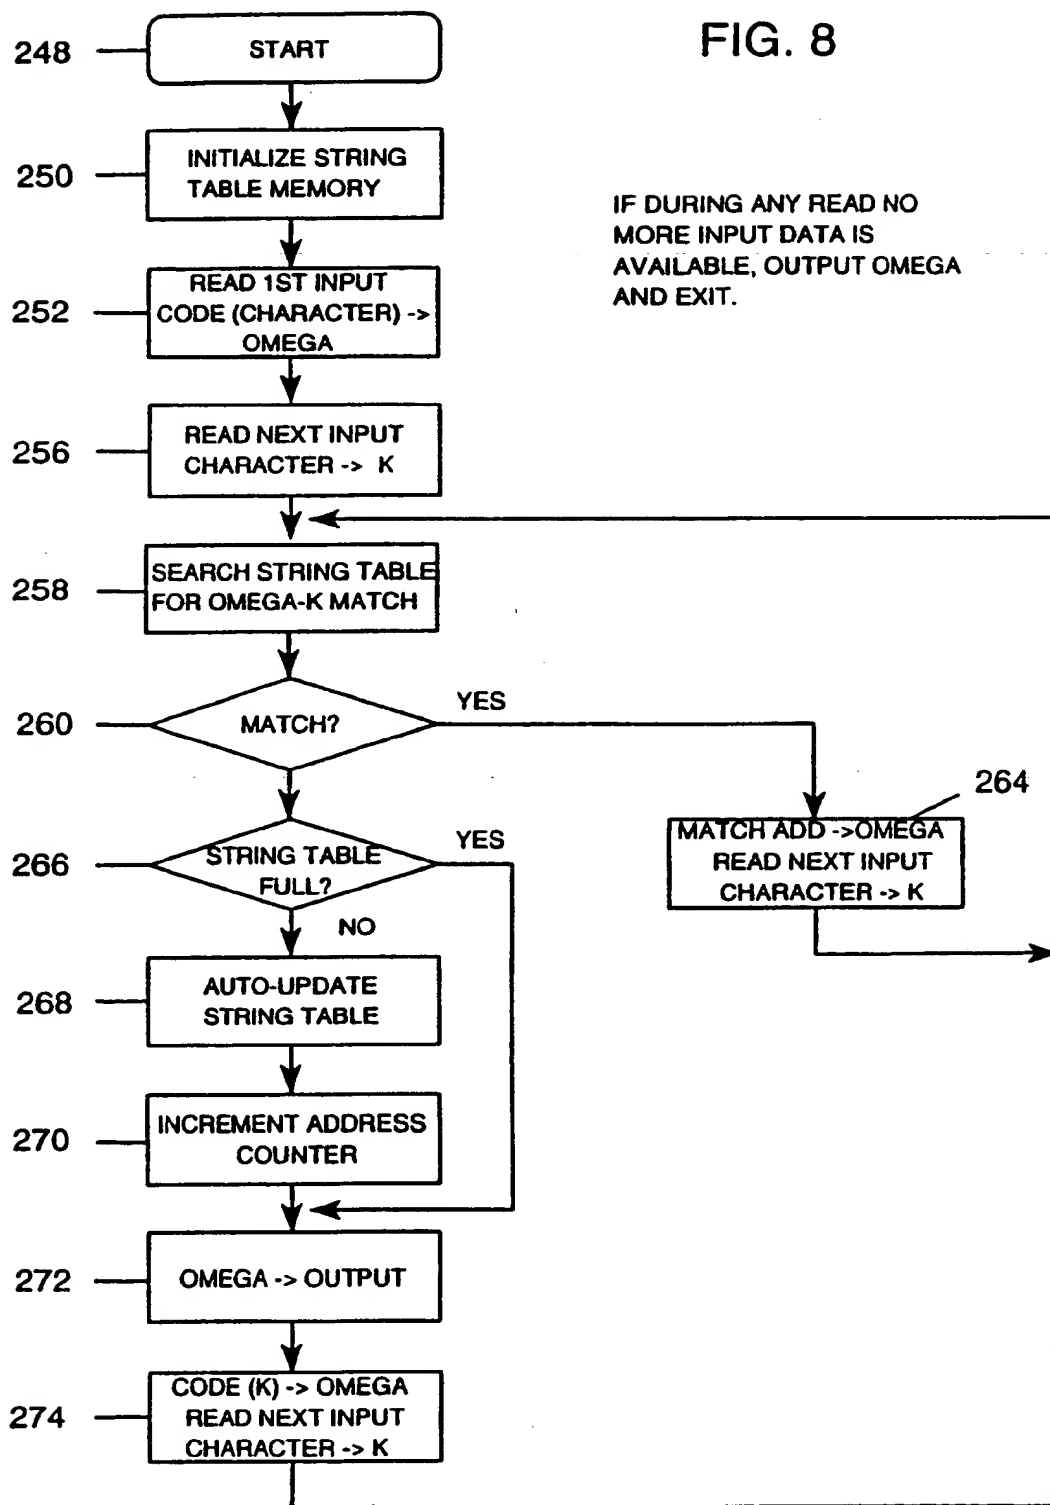 FIG. 8
248
START
250
INITIALIZE STRING
TABLE MEMORY
IF DURING ANY READ NO
MORE INPUT DATA IS
AVAILABLE, OUTPUT OMEGA
AND EXIT.
252
READ 1ST INPUT
CODE (CHARACTER) ->
OMEGA
256
READ NEXT INPUT
CHARACTER -> K
258
SEARCH STRING TABLE
FOR OMEGA-K MATCH
260
MATCH?
YES
264
MATCH ADD ->OMEGA
READ NEXT INPUT
CHARACTER -> K
266
STRING TABLE
FULL?
YES
NO
268
AUTO-UPDATE
STRING TABLE
270
INCREMENT ADDRESS
COUNTER
272
OMEGA -> OUTPUT
274
CODE (K) -> OMEGA
READ NEXT INPUT
CHARACTER -> K